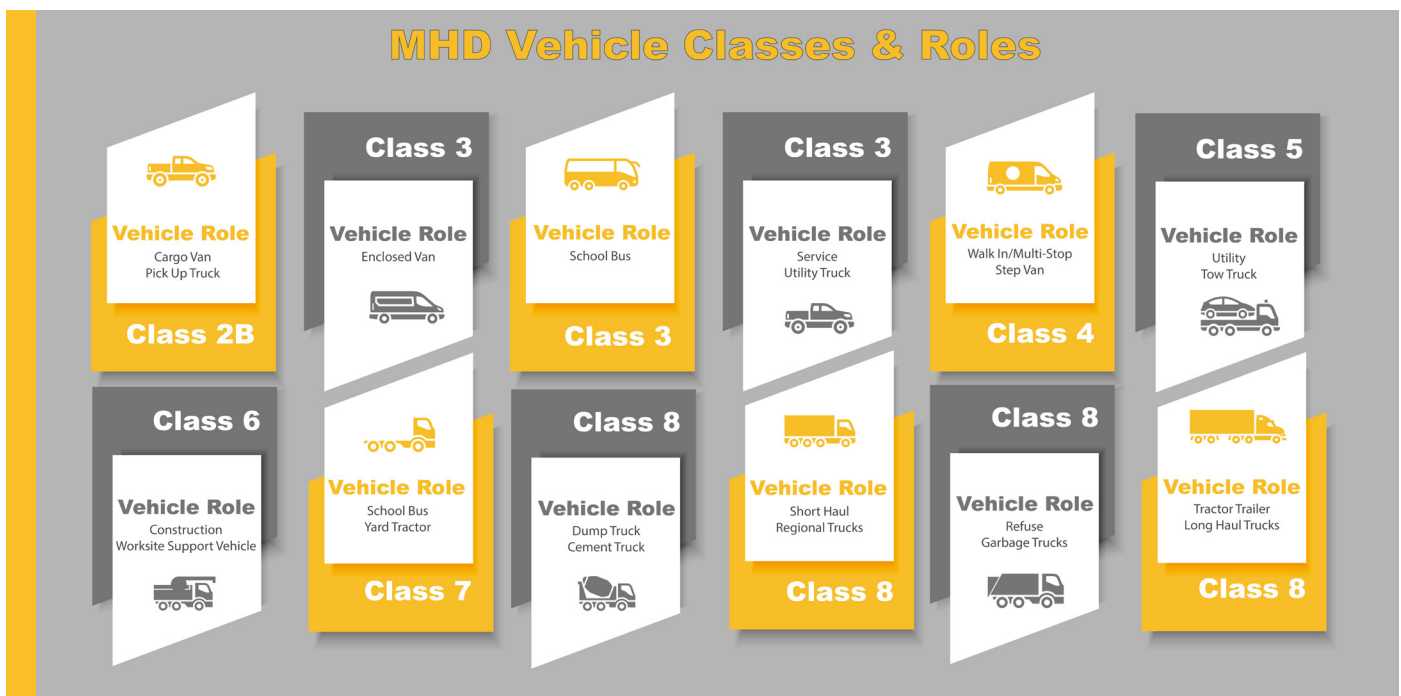 MHD Vehicle Classes & Roles
Vehicle Role
Cargo Van
Pick Up Truck
Class 2B
Class 3
Vehicle Role
Enclosed Van
Vehicle Role
School Bus
Class 3
Class 3
Vehicle Role
Service
Utility Truck
Vehicle Role
Walk In/Multi-Stop
Step Van
Class 4
Class 5
Vehicle Role
Utility
Tow Truck
Class 6
Vehicle Role
Construction
Worksite Support Vehicle
Vehicle Role
School Bus
Yard Tractor
Class 7
Class 8
Vehicle Role
Dump Truck
Cement Truck
Vehicle Role
Short Haul
Regional Trucks
Class 8
Class 8
Vehicle Role
Refuse
Garbage Trucks
Vehicle Role
Tractor Trailer
Long Haul Trucks
Class 8